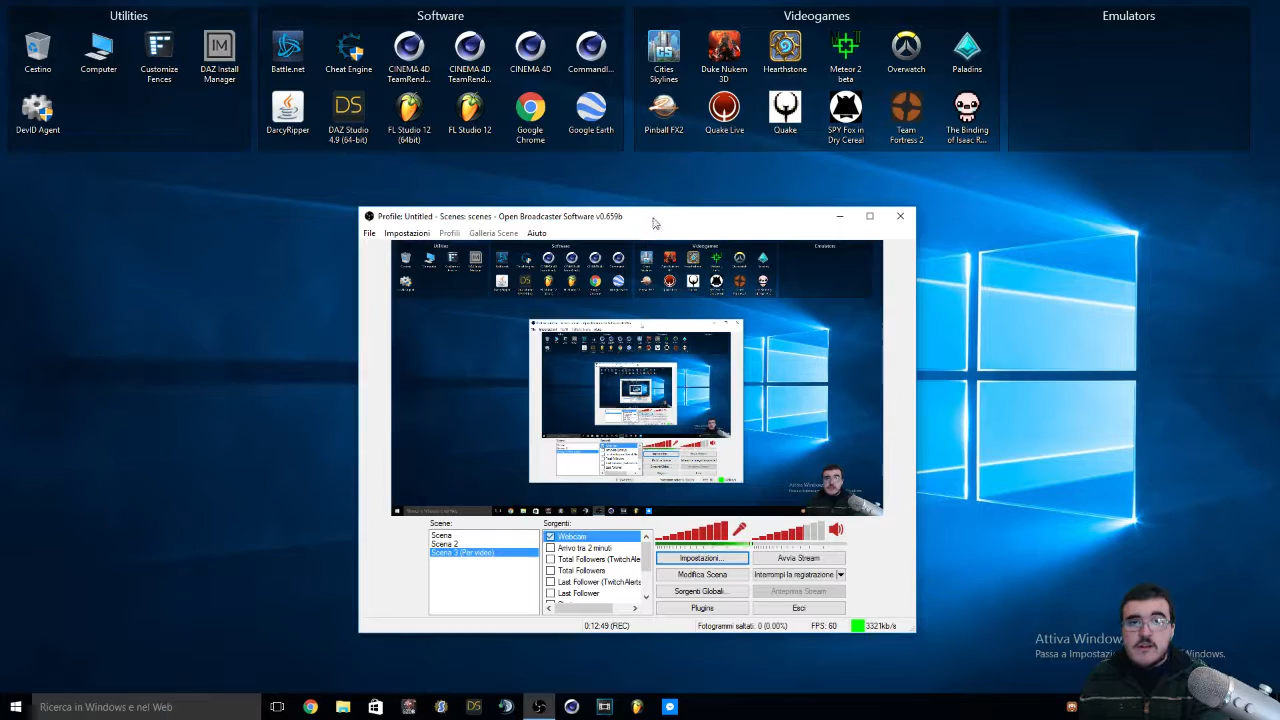 Utilities
Software
Videogames
Emulators
Cestino
Computer
Customize
Fences
DAZ Install
Manager
Battle.net
Cheat Engine
CINEMA 4D
TeamRend...
CINEMA 4D
TeamRend...
CINEMA 4D
Commandl...
Cities
Skylines
Duke Nukem
3D
Hearthstone
Meteor 2
beta
Overwatch
Paladins
DevID Agent
DarcyRipper
DAZ Studio
4.9 (64-bit)
FL Studio 12
(64bit)
FL Studio 12
Google
Chrome
Google Earth
Pinball FX2
Quake Live
Quake
SPY Fox in
Dry Cereal
Team
Fortress 2
The Binding
of Isaac R...
Profile: Untitled - Scenes: scenes - Open Broadcaster Software v0.659b
File Impostazioni Profili Galleria Scene Aiuto
Scene:
Scena
Scena 2
Scena 3 (Per video)
Sorgenti:
Webcam
Arrivo tra 2 minuti
Total Followers (TwitchAle
Total Followers
Last Follower (TwitchAlerts
Last Follower
Impostazioni...
Avvia Stream
Modifica Scena
Interrompi la registrazione
Sorgenti Globali...
Anteprima Stream
Plugins
Esci
0:12:49 (REC)
Fotogrammi saltati: 0 (0.00%)
FPS: 60
3321kb/s
Attiva Window
Passa a Impostazi
Windows.
Ricerca in Windows e nel Web